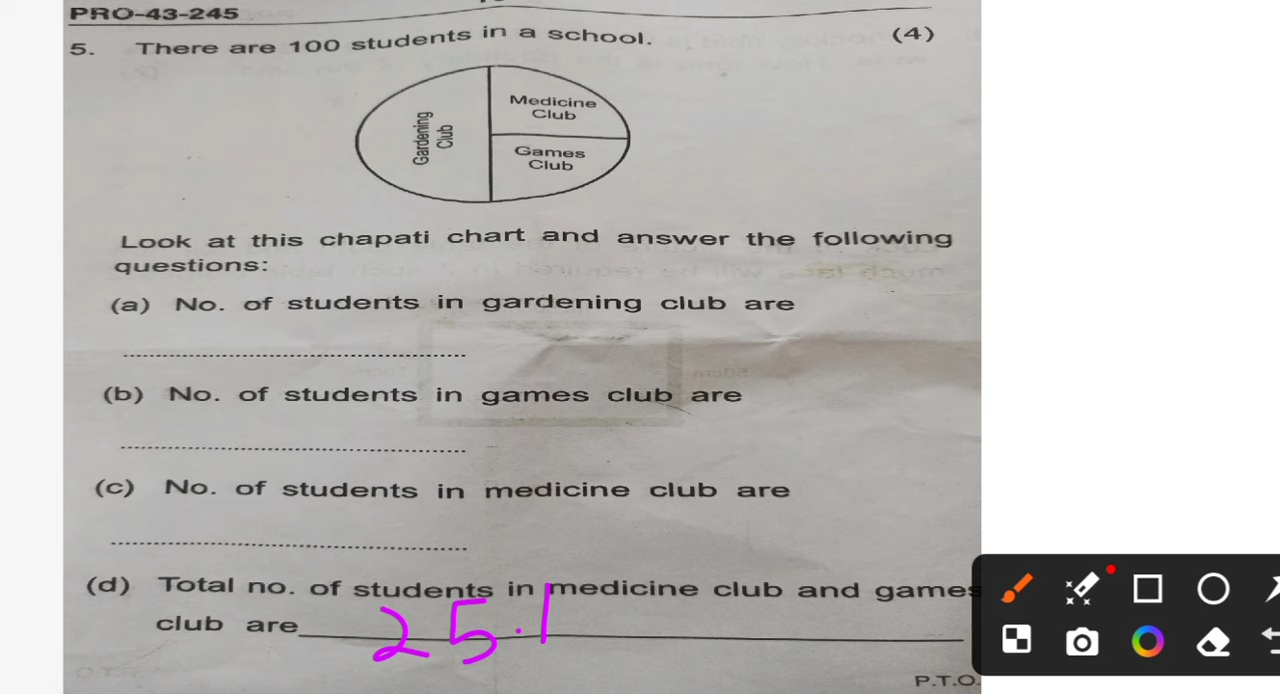 PRO-43-245
5. There are 100 students in a school. (4)
Medicine
Club
Gardening
Club
Games
Club
Look at this chapati chart and answer the following
questions:
(a) No. of students in gardening club are
(b) No. of students in games club are
(c) No. of students in medicine club are
(d) Total no. of students in medicine club and games
club are
25.1
P.T.O.